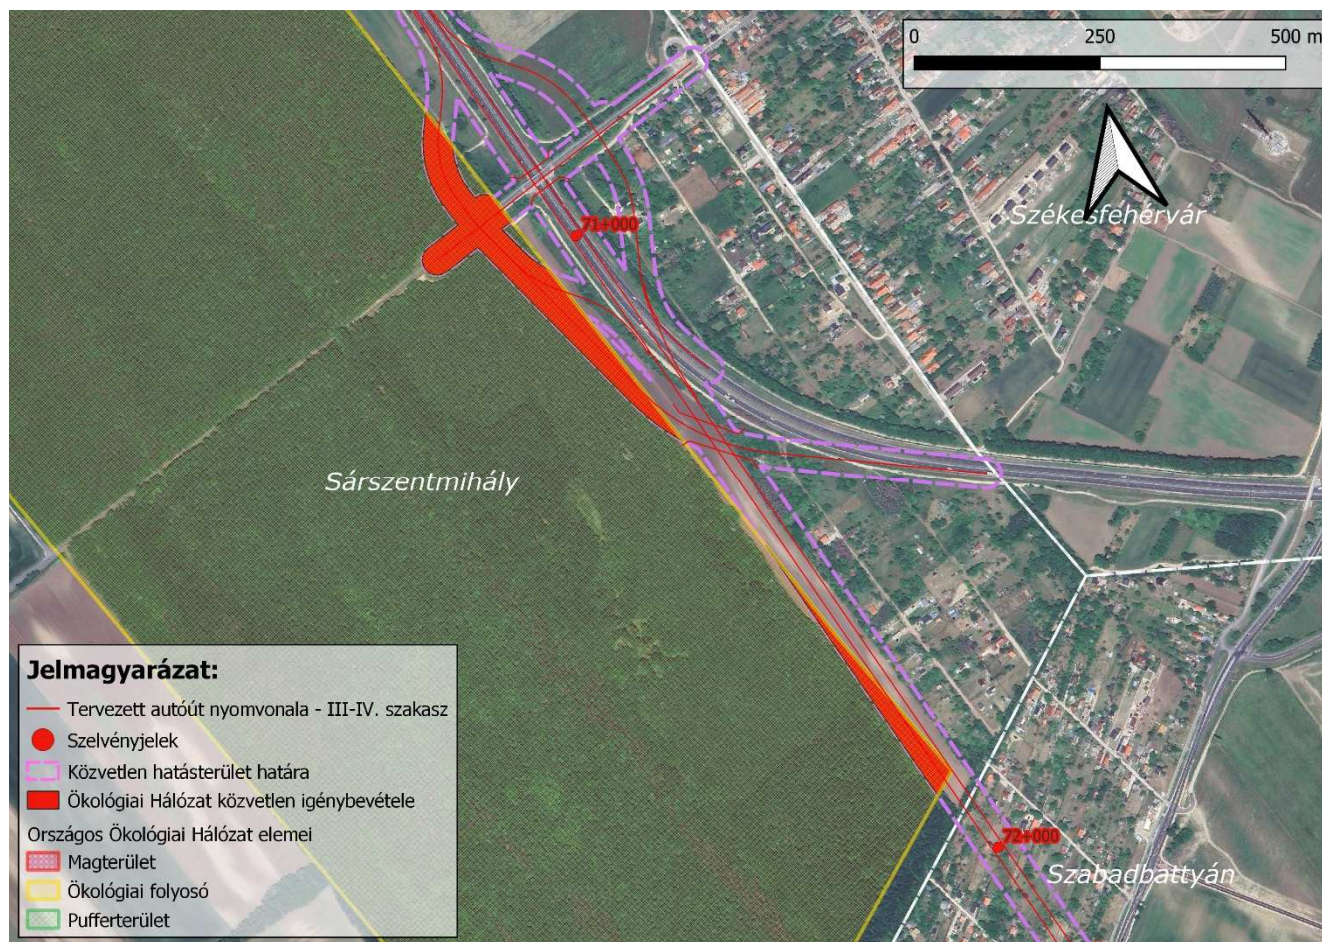 0 250 500 m
Székesfehérvár
71+000
Sárszentmihály
72+000
Szabadbattyán
Jelmagyarázat:
Tervezett autóút nyomvonala - III-IV. szakasz
Szelvényjelek
Közvetlen hatásterület határa
Ökológiai Hálózat közvetlen igénybevétele
Országos Ökológiai Hálózat elemei
Magterület
Ökológiai folyosó
Pufferterület